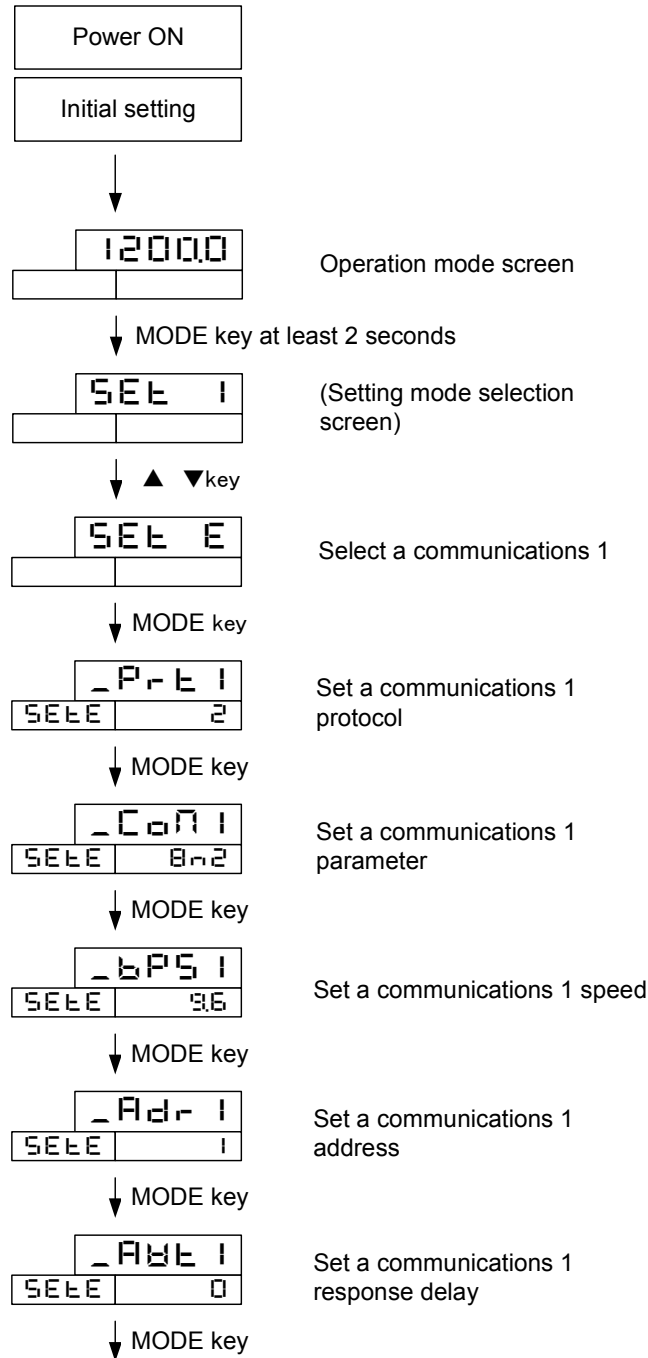 Power ON
Initial setting
1200.0
Operation mode screen
MODE key at least 2 seconds
SEt 1
(Setting mode selection
screen)
▲ ▼key
SEt E
Select a communications 1
MODE key
_Prt 1
Set a communications 1
protocol
SEtE 2
MODE key
_CoM 1
Set a communications 1
parameter
SEtE 8n2
MODE key
_bPS 1
SEtE 9.6
Set a communications 1 speed
MODE key
_Adr 1
Set a communications 1
address
SEtE 1
MODE key
_AWt 1
Set a communications 1
response delay
SEtE 0
MODE key